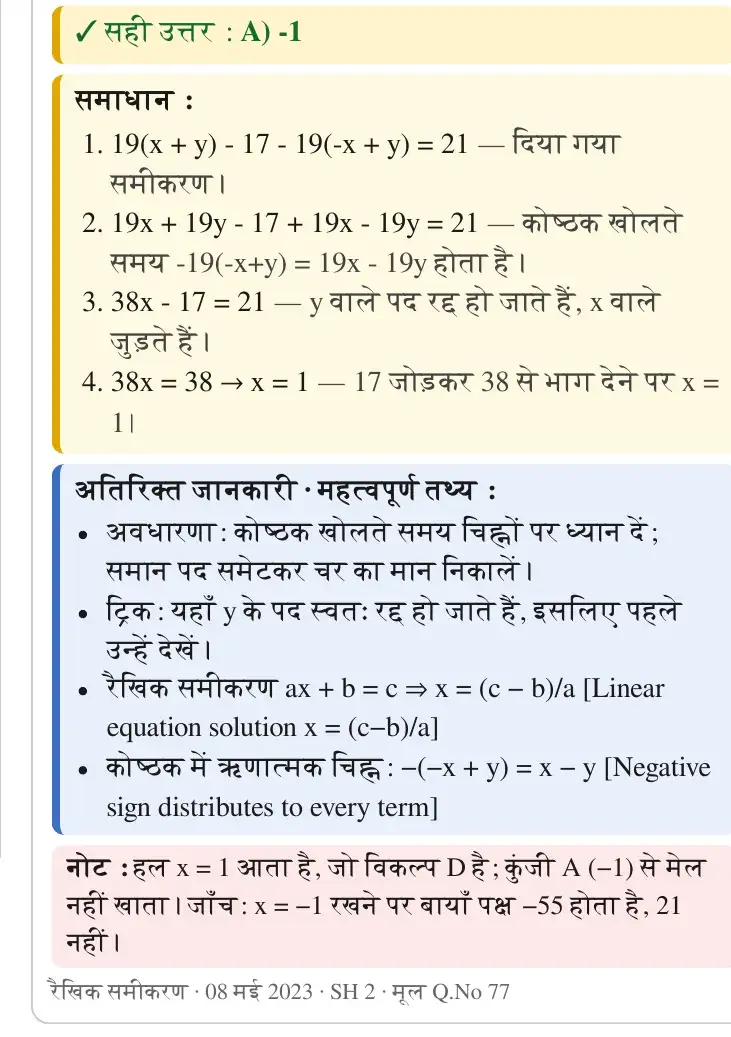 ✓ सही उत्तर : A) -1
समाधान :
1. 19(x + y) - 17 - 19(-x + y) = 21 — दिया गया
समीकरण।
2. 19x + 19y - 17 + 19x - 19y = 21 — कोष्ठक खोलते
समय -19(-x+y) = 19x - 19y होता है।
3. 38x - 17 = 21 — y वाले पद रद्द हो जाते हैं, x वाले
जुड़ते हैं।
4. 38x = 38 → x = 1 — 17 जोड़कर 38 से भाग देने पर x =
1।
अतिरिक्त जानकारी · महत्वपूर्ण तथ्य :
• अवधारणा : कोष्ठक खोलते समय चिह्नों पर ध्यान दें ;
समान पद समेटकर चर का मान निकालें।
• ट्रिक : यहाँ y के पद स्वतः रद्द हो जाते हैं, इसलिए पहले
उन्हें देखें।
• रैखिक समीकरण ax + b = c ⇒ x = (c − b)/a [Linear
equation solution x = (c−b)/a]
• कोष्ठक में ऋणात्मक चिह्न : −(−x + y) = x − y [Negative
sign distributes to every term]
नोट : हल x = 1 आता है, जो विकल्प D है ; कुंजी A (−1) से मेल
नहीं खाता। जाँच : x = −1 रखने पर बायाँ पक्ष −55 होता है, 21
नहीं।
रैखिक समीकरण · 08 मई 2023 · SH 2 · मूल Q.No 77